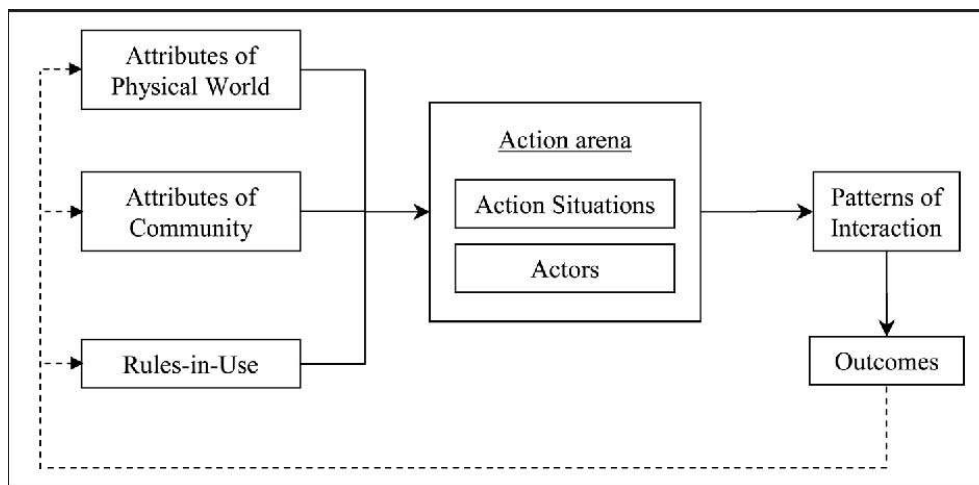 Attributes of
Physical World
Attributes of
Community
Rules-in-Use
Action arena
Action Situations
Actors
Patterns of
Interaction
Outcomes